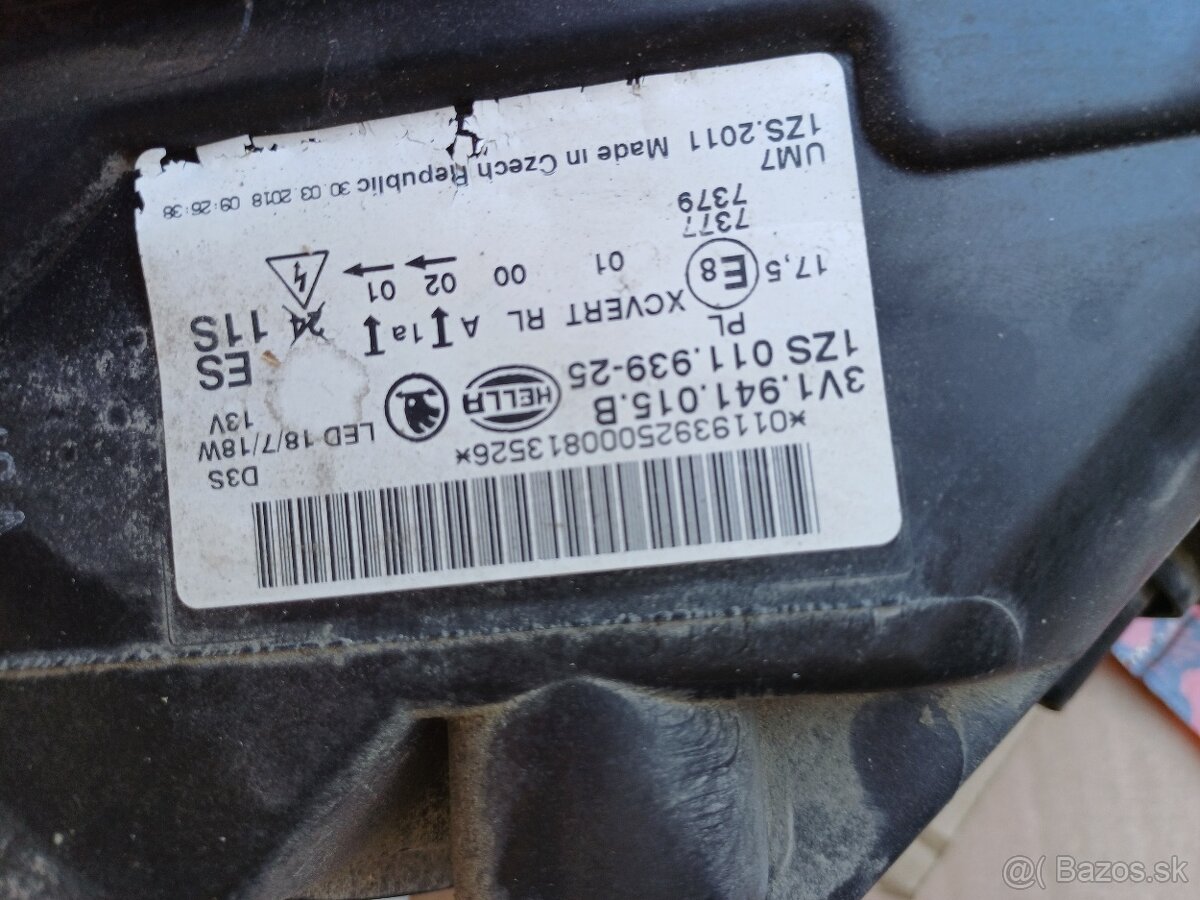 *01193925000813526*
D3S
3V1.941.015.B
LED 18/7/18W
13V
1ZS 011.939-25
HELLA
ES
PL
XCVERT RL A 1a
24 11S
17,5 E8 01 00 02 01
7377
7379
UM7
1ZS.2011 Made in Czech Republic 30.03.2018 09:26:38
@( Bazos.sk